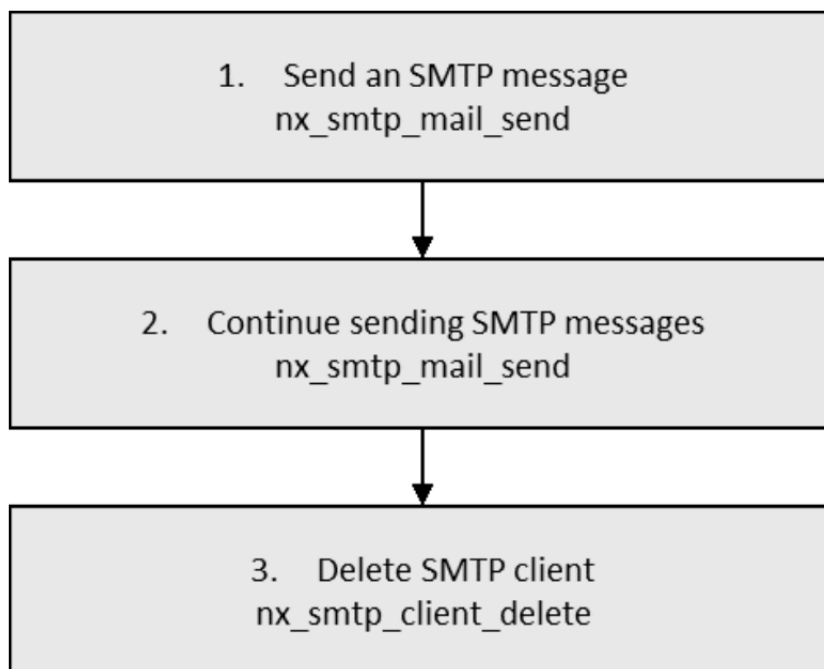 1. Send an SMTP message
nx_smtp_mail_send
2. Continue sending SMTP messages
nx_smtp_mail_send
3. Delete SMTP client
nx_smtp_client_delete